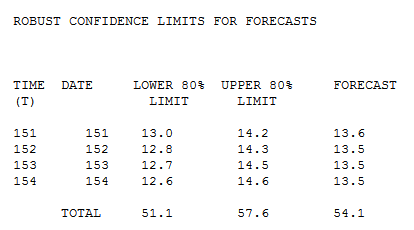 ROBUST CONFIDENCE LIMITS FOR FORECASTS
TIME DATE LOWER 80% UPPER 80% FORECAST
(T) LIMIT LIMIT
151 151 13.0 14.2 13.6
152 152 12.8 14.3 13.5
153 153 12.7 14.5 13.5
154 154 12.6 14.6 13.5
TOTAL 51.1 57.6 54.1